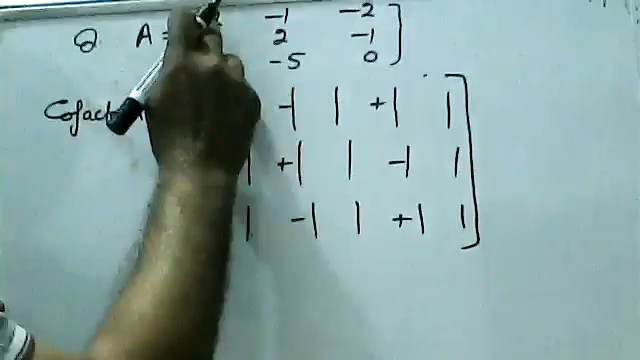 Q A = -1 -2
2 -1
-5 0 ]
Cofact -| | +| |
| +| | -| |
| -| | +| | ]